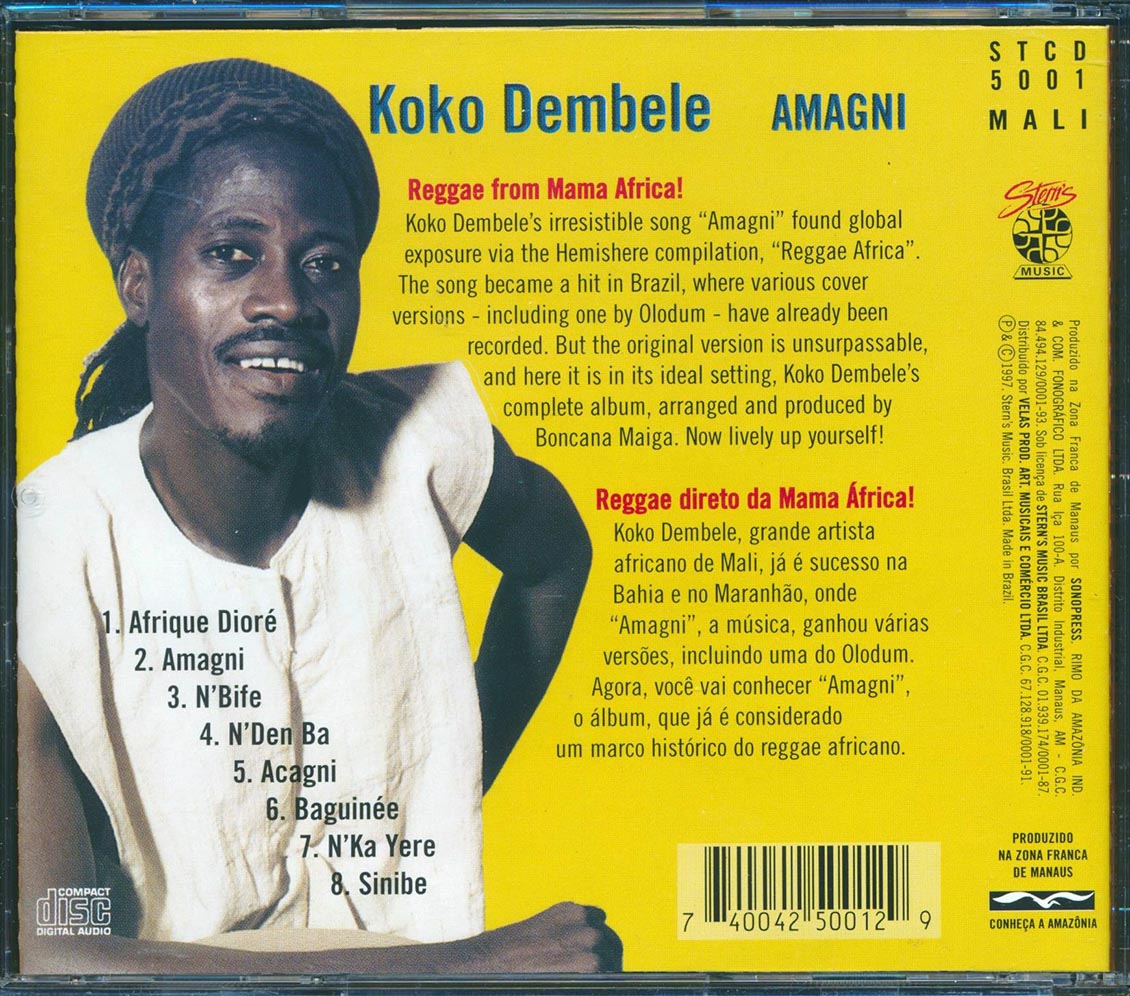 Koko Dembele AMAGNI
STCD
5001
MALI
Stern's
MUSIC
Reggae from Mama Africa!
Koko Dembele's irresistible song “Amagni” found global
exposure via the Hemishere compilation, “Reggae Africa”.
The song became a hit in Brazil, where various cover
versions - including one by Olodum - have already been
recorded. But the original version is unsurpassable,
and here it is in its ideal setting, Koko Dembele's
complete album, arranged and produced by
Boncana Maiga. Now lively up yourself!
Reggae direto da Mama África!
Koko Dembele, grande artista
africano de Mali, já é sucesso na
Bahia e no Maranhão, onde
“Amagni”, a música, ganhou várias
versões, incluindo uma do Olodum.
Agora, você vai conhecer “Amagni”,
o álbum, que já é considerado
um marco histórico do reggae africano.
1. Afrique Dioré
2. Amagni
3. N'Bife
4. N'Den Ba
5. Acagni
6. Baguinée
7. N'Ka Yere
8. Sinibe
Produzido na Zona Franca de Manaus por SONOPRESS. RIMO DA AMAZÔNIA IND.
& COM. FONOGRÁFICO LTDA. Rua Iça 100-A. Distrito Industrial, Manaus, AM - C.G.C.
84.494.129/0001-93. Sob licença de STERN'S MUSIC BRASIL LTDA. C.G.C. 01.939.174/0001-87.
Distribuído por VELAS PROD. ART. MUSICAIS E COMÉRCIO LTDA. C.G.C. 67.128.918/0001-91.
Ⓟ & © 1997. Stern's Music. Brasil Ltda. Made in Brazil.
COMPACT
disc
DIGITAL AUDIO
7 40042 50012 9
PRODUZIDO
NA ZONA FRANCA
DE MANAUS
CONHEÇA A AMAZÔNIA